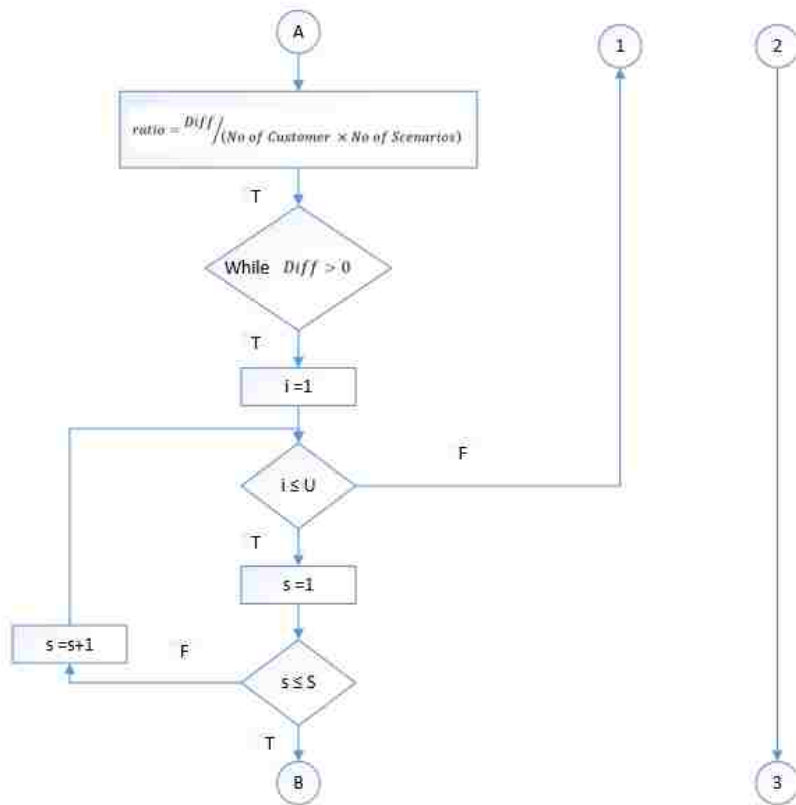 A
1
2
ratio = Diff/(No of Customer × No of Scenarios)
T
While Diff > 0
T
i =1
i ≤ U
F
T
s =1
s =s+1
F
s ≤ S
T
B
3